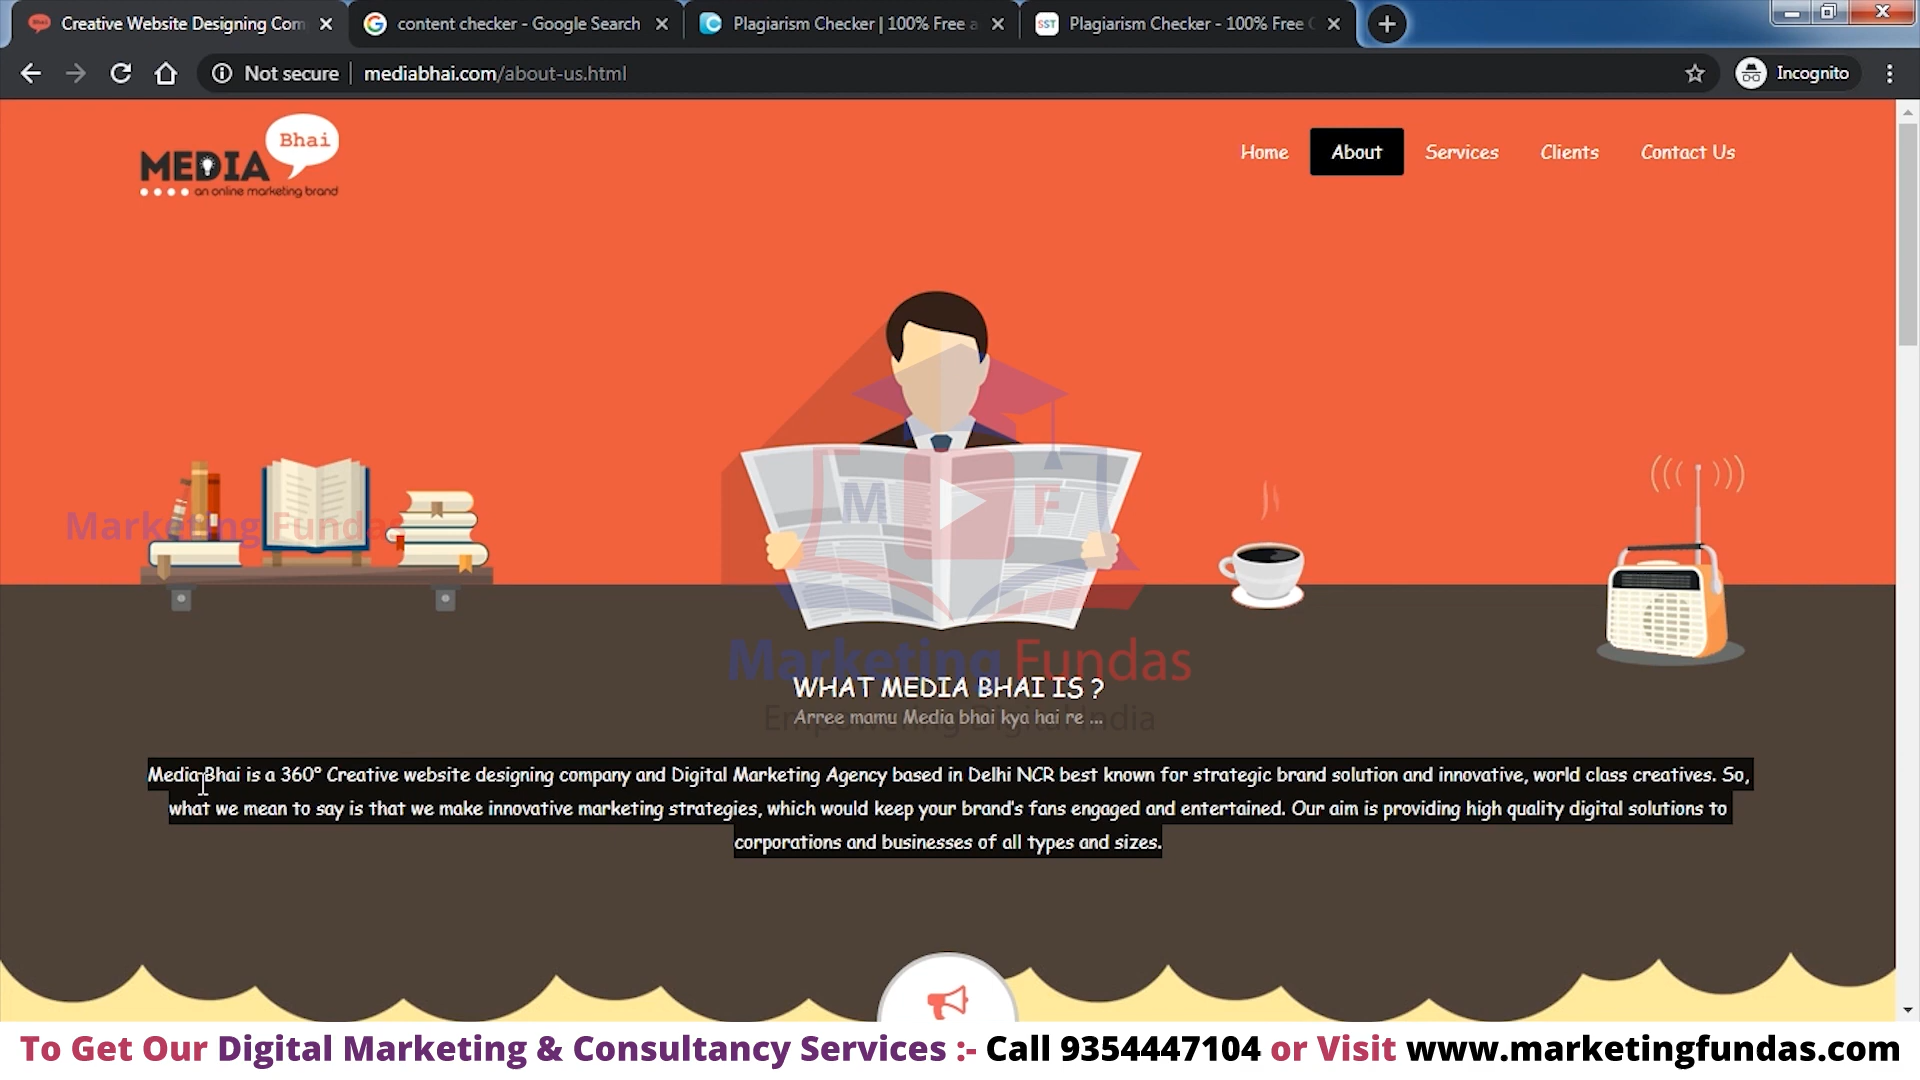 Creative Website Designing Com
content checker - Google Search
Plagiarism Checker | 100% Free a
SST
Plagiarism Checker - 100% Free
Not secure
mediabhai.com/about-us.html
Incognito
MEDIA
Bhai
an online marketing brand
Home
About
Services
Clients
Contact Us
Marketing Fundas
M F
Marketing Fundas
Empowering Digital India
WHAT MEDIA BHAI IS ?
Arree mamu Media bhai kya hai re ...
Media Bhai is a 360° Creative website designing company and Digital Marketing Agency based in Delhi NCR best known for strategic brand solution and innovative, world class creatives. So,
what we mean to say is that we make innovative marketing strategies, which would keep your brand's fans engaged and entertained. Our aim is providing high quality digital solutions to
corporations and businesses of all types and sizes.
To Get Our Digital Marketing & Consultancy Services :- Call 9354447104 or Visit www.marketingfundas.com